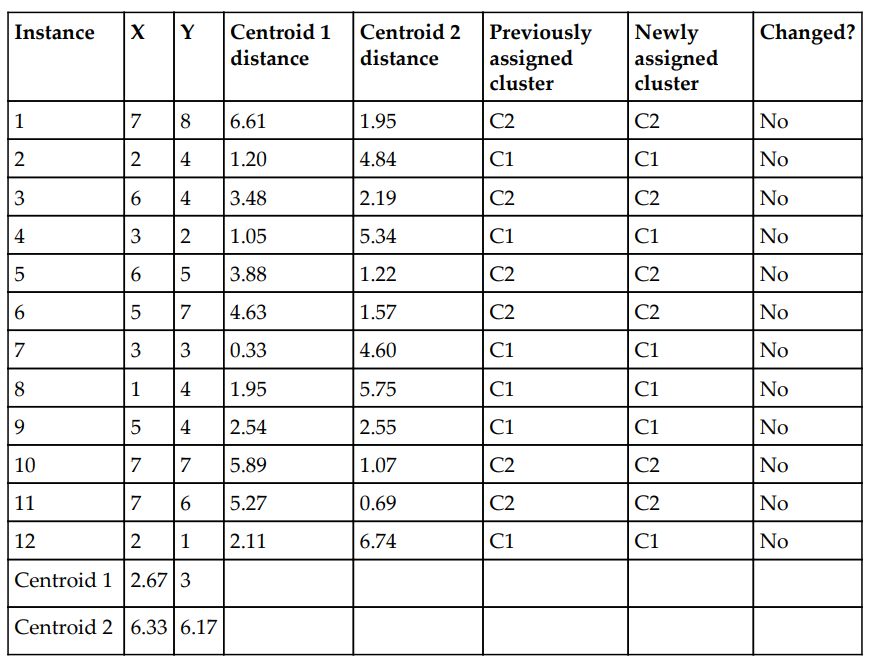 Instance X Y Centroid 1 distance Centroid 2 distance Previously assigned cluster Newly assigned cluster Changed?
1 7 8 6.61 1.95 C2 C2 No
2 2 4 1.20 4.84 C1 C1 No
3 6 4 3.48 2.19 C2 C2 No
4 3 2 1.05 5.34 C1 C1 No
5 6 5 3.88 1.22 C2 C2 No
6 5 7 4.63 1.57 C2 C2 No
7 3 3 0.33 4.60 C1 C1 No
8 1 4 1.95 5.75 C1 C1 No
9 5 4 2.54 2.55 C1 C1 No
10 7 7 5.89 1.07 C2 C2 No
11 7 6 5.27 0.69 C2 C2 No
12 2 1 2.11 6.74 C1 C1 No
Centroid 1 2.67 3
Centroid 2 6.33 6.17